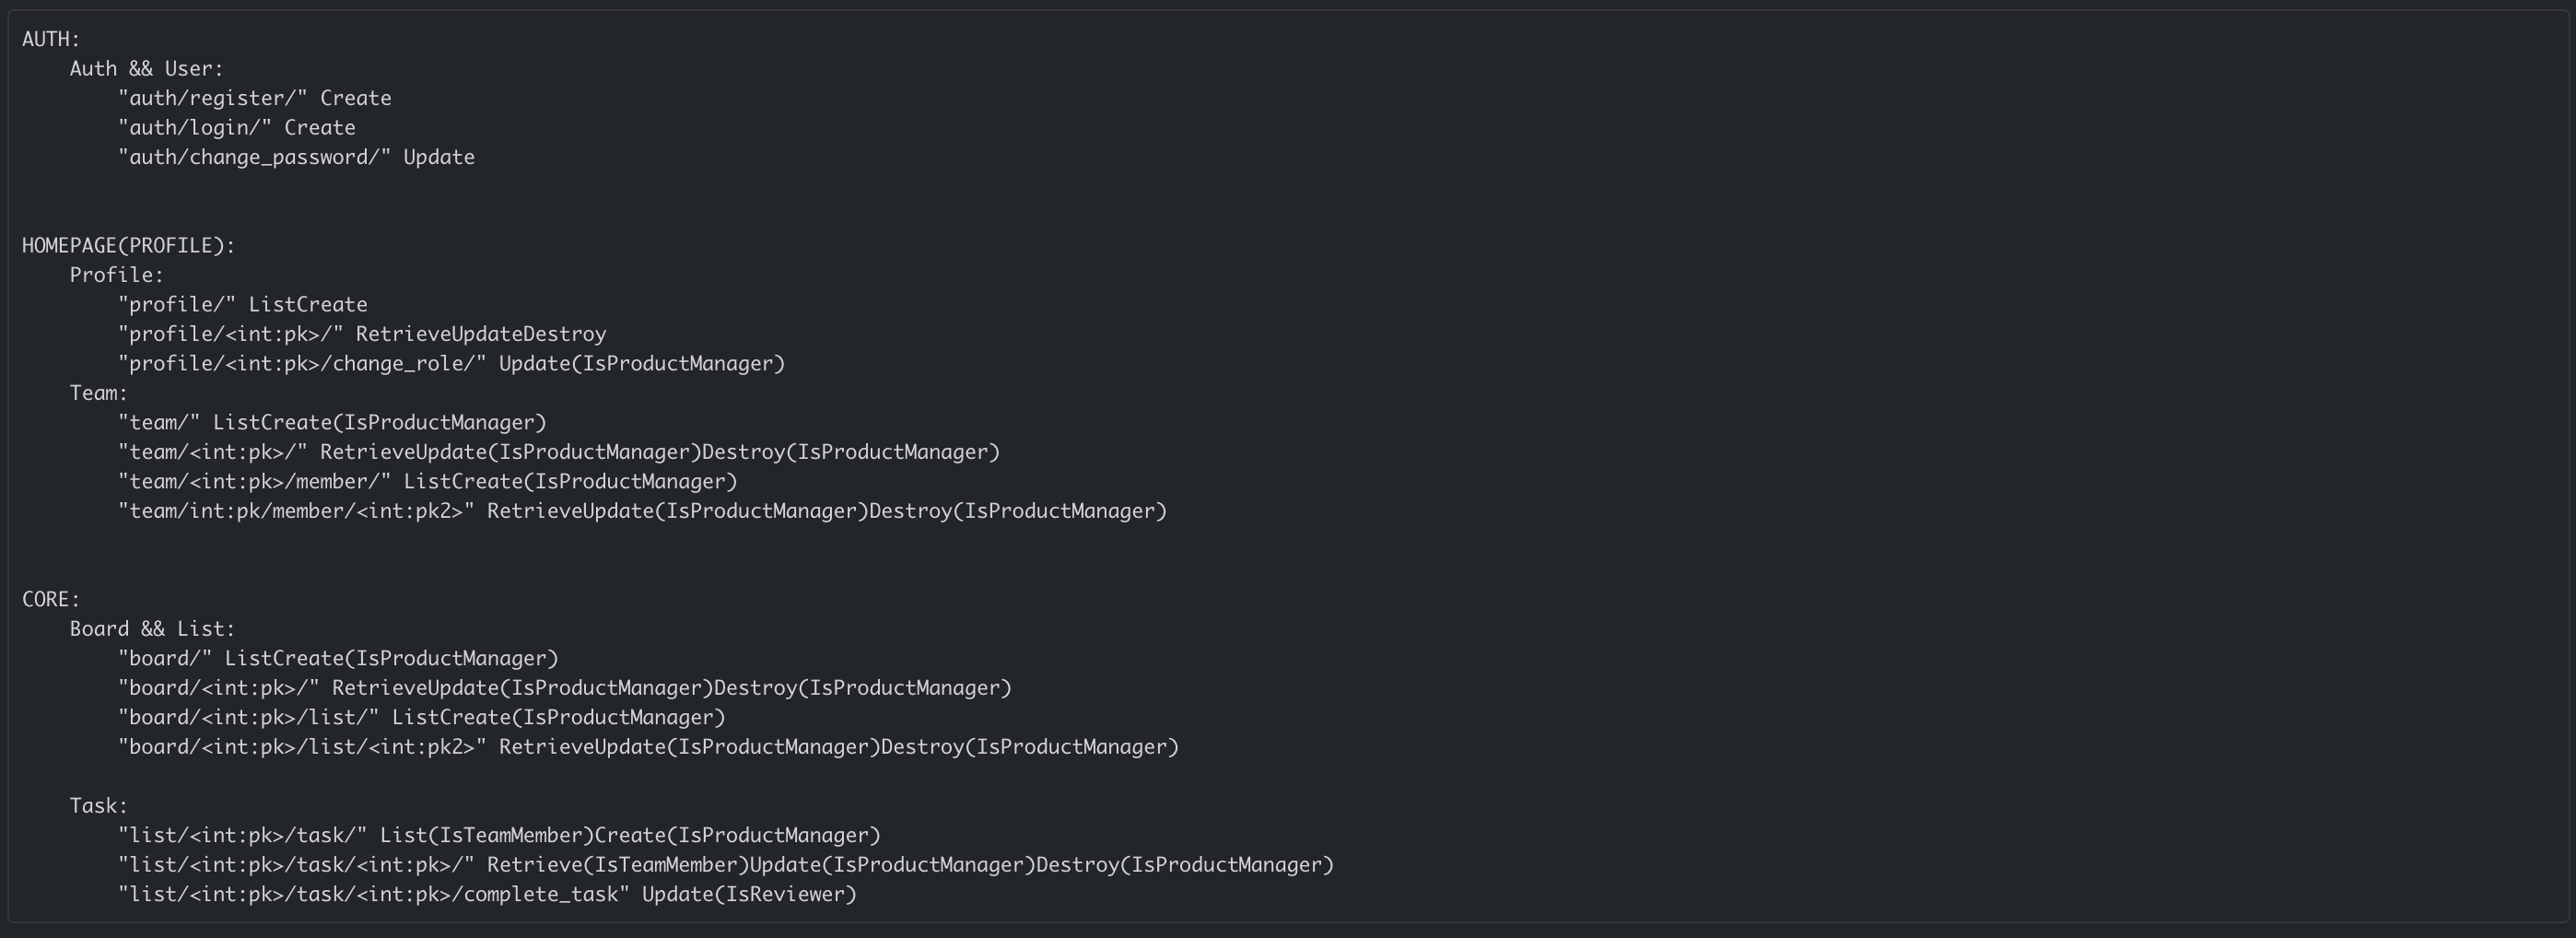 AUTH:
    Auth && User:
        "auth/register/" Create
        "auth/login/" Create
        "auth/change_password/" Update
HOMEPAGE(PROFILE):
    Profile:
        "profile/" ListCreate
        "profile/<int:pk>/" RetrieveUpdateDestroy
        "profile/<int:pk>/change_role/" Update(IsProductManager)
    Team:
        "team/" ListCreate(IsProductManager)
        "team/<int:pk>/" RetrieveUpdate(IsProductManager)Destroy(IsProductManager)
        "team/<int:pk>/member/" ListCreate(IsProductManager)
        "team/int:pk/member/<int:pk2>" RetrieveUpdate(IsProductManager)Destroy(IsProductManager)
CORE:
    Board && List:
        "board/" ListCreate(IsProductManager)
        "board/<int:pk>/" RetrieveUpdate(IsProductManager)Destroy(IsProductManager)
        "board/<int:pk>/list/" ListCreate(IsProductManager)
        "board/<int:pk>/list/<int:pk2>" RetrieveUpdate(IsProductManager)Destroy(IsProductManager)
    Task:
        "list/<int:pk>/task/" List(IsTeamMember)Create(IsProductManager)
        "list/<int:pk>/task/<int:pk>/" Retrieve(IsTeamMember)Update(IsProductManager)Destroy(IsProductManager)
        "list/<int:pk>/task/<int:pk>/complete_task" Update(IsReviewer)